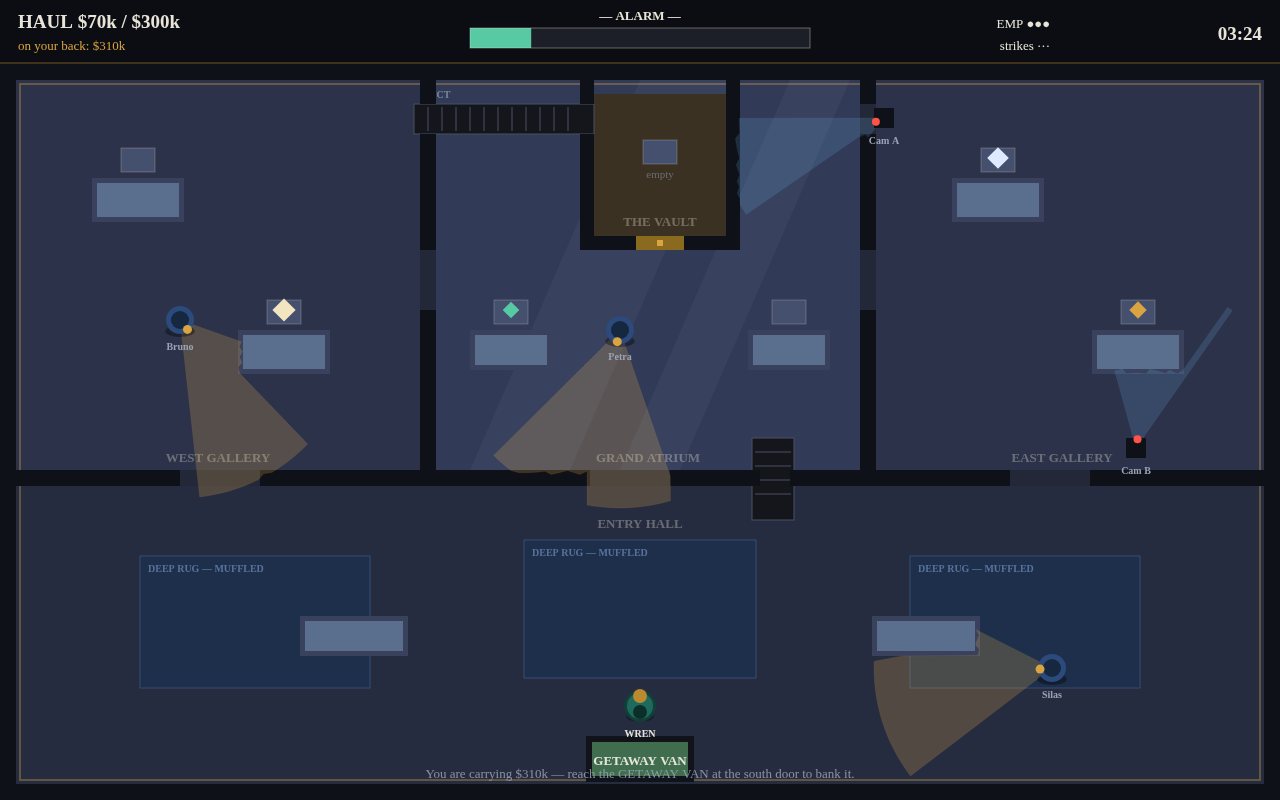 HAUL $70k / $300k
on your back: $310k
— ALARM —
EMP ●●●
strikes ···
03:24
CT
Cam A
empty
THE VAULT
Bruno
Petra
WEST GALLERY
GRAND ATRIUM
EAST GALLERY
Cam B
ENTRY HALL
DEEP RUG — MUFFLED
DEEP RUG — MUFFLED
DEEP RUG — MUFFLED
Silas
WREN
GETAWAY VAN
You are carrying $310k — reach the GETAWAY VAN at the south door to bank it.